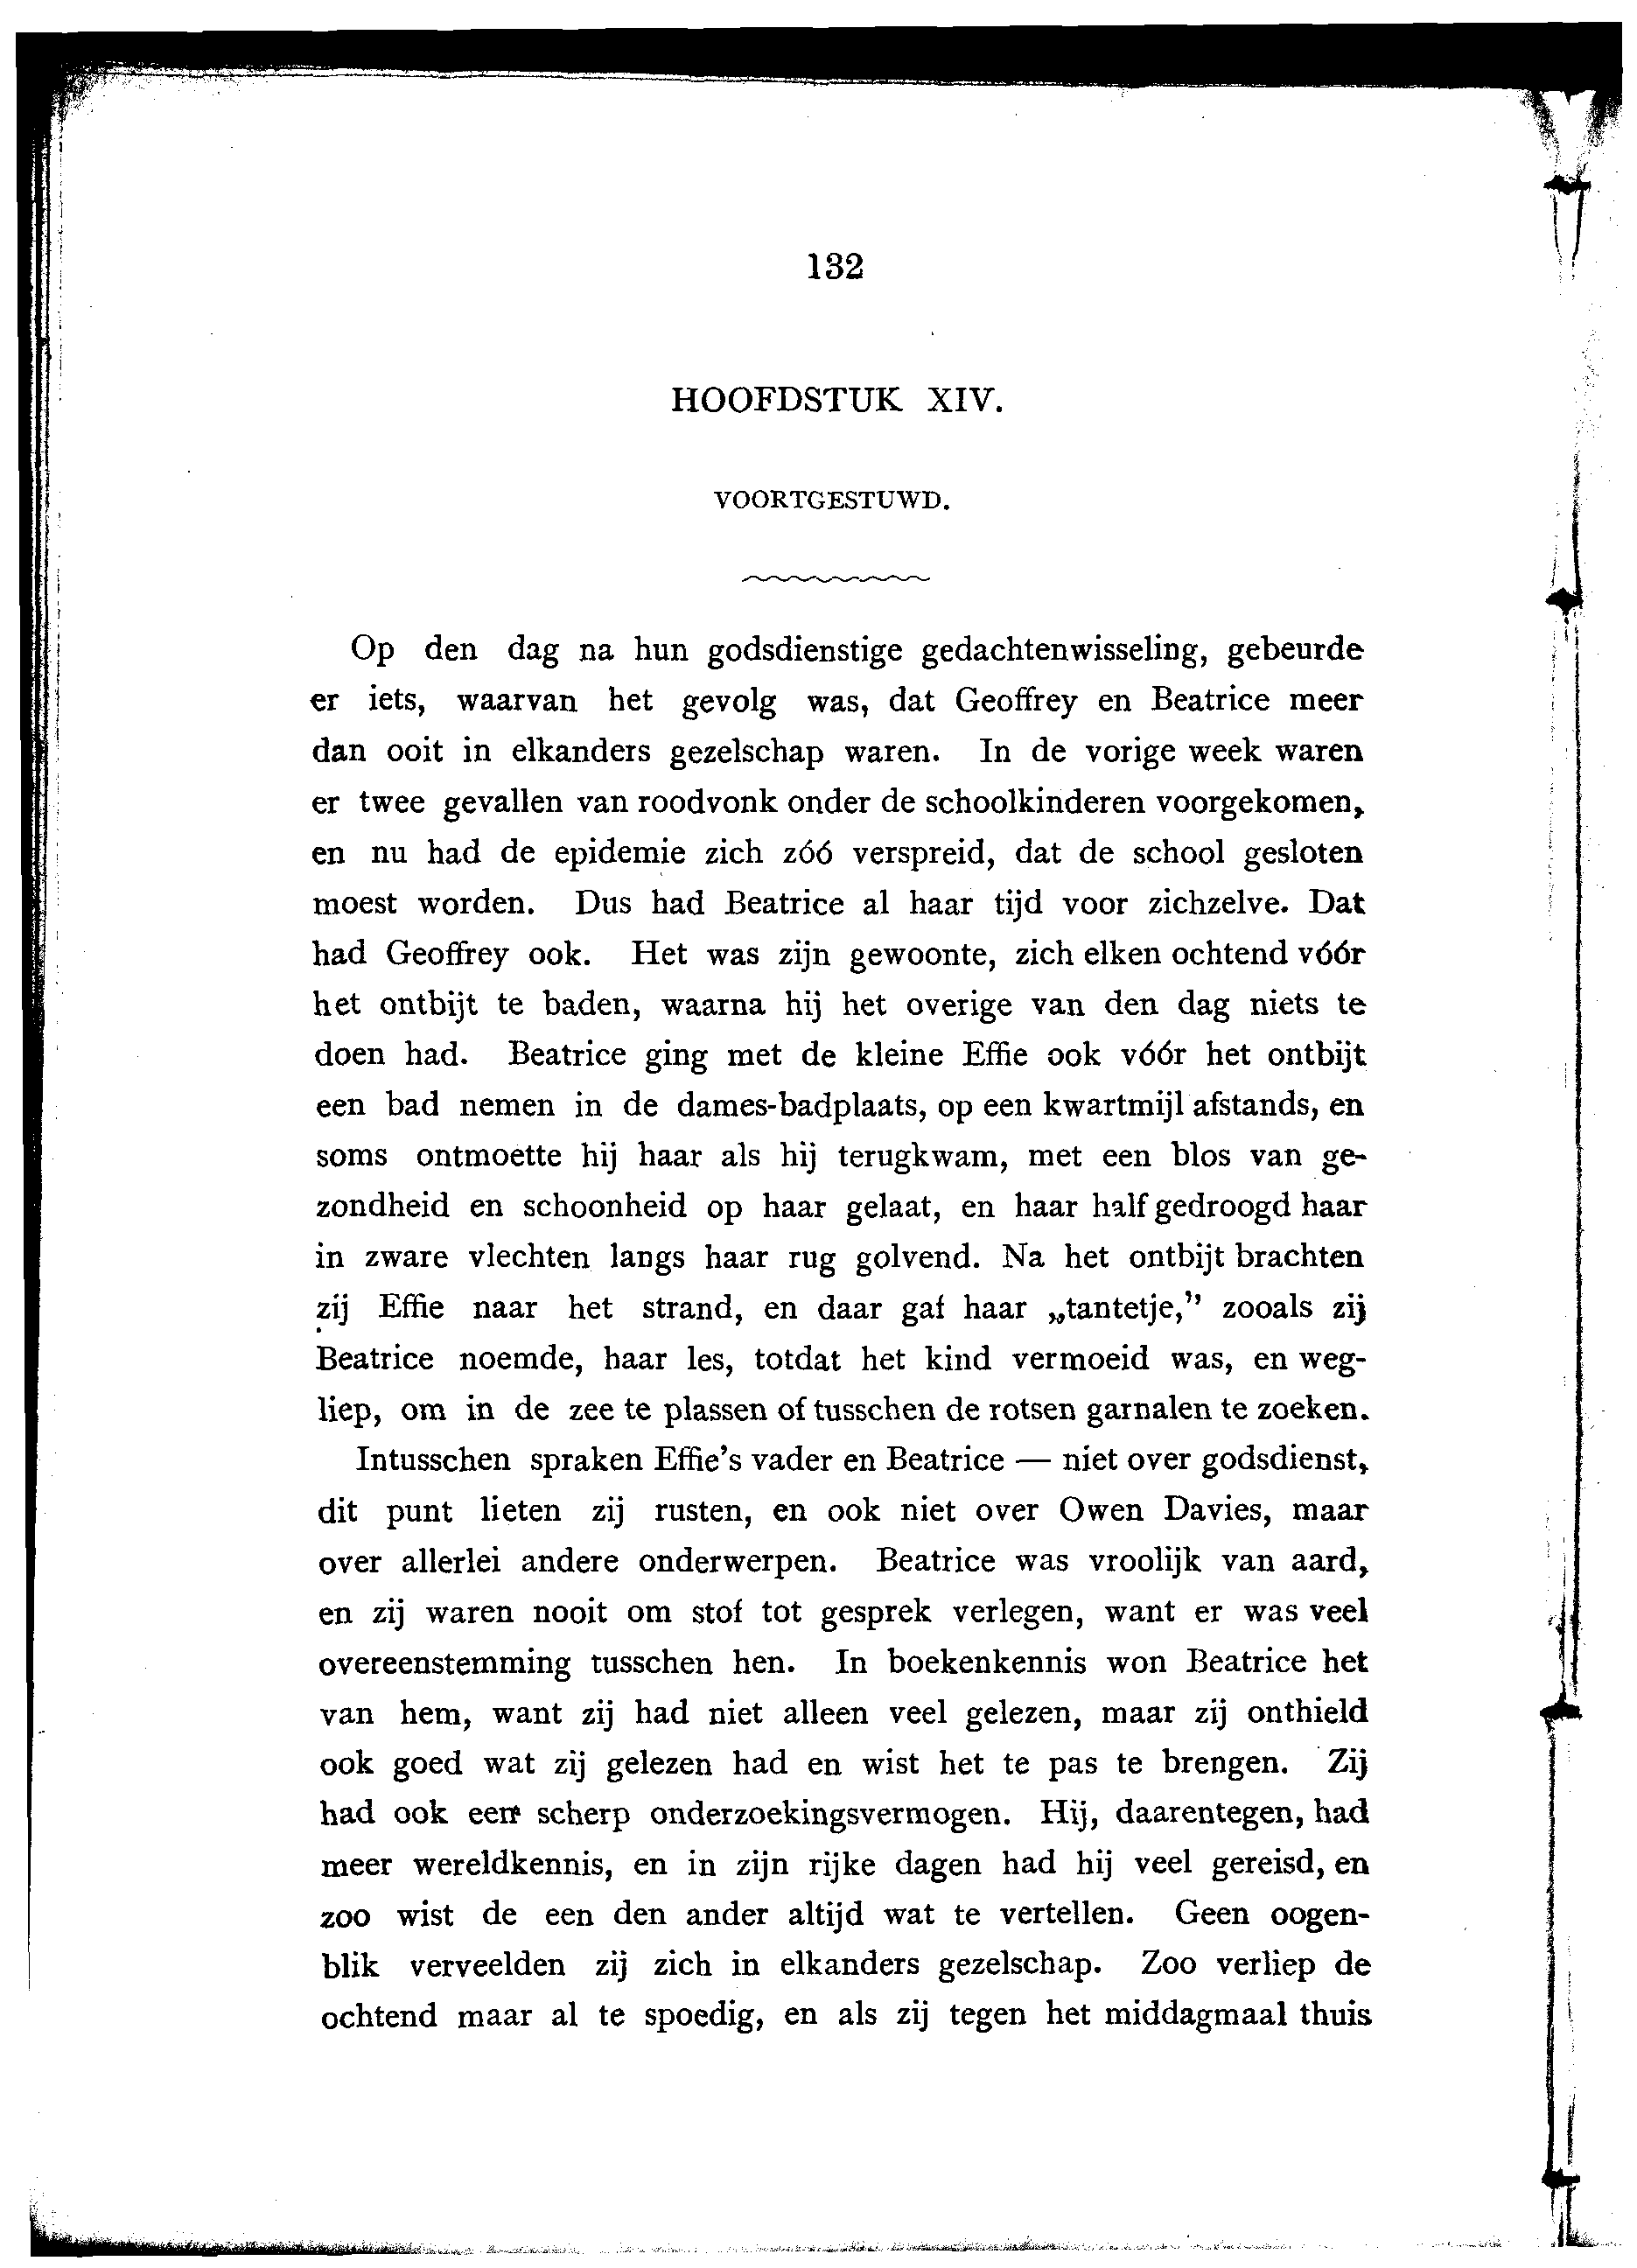 132
HOOFDSTUK XIV.
VOORTGESTUWD.
Op den dag na hun godsdienstige gedachtenwisseling, gebeurde
er iets, waarvan het gevolg was, dat Geoffrey en Beatrice meer
dan ooit in elkanders gezelschap waren. In de vorige week waren
er twee gevallen van roodvonk onder de schoolkinderen voorgekomen,
en nu had de epidemie zich zóó verspreid, dat de school gesloten
moest worden. Dus had Beatrice al haar tijd voor zichzelve. Dat
had Geoffrey ook. Het was zijn gewoonte, zich elken ochtend vóór
het ontbijt te baden, waarna hij het overige van den dag niets te
doen had. Beatrice ging met de kleine Effie ook vóór het ontbijt
een bad nemen in de dames-badplaats, op een kwartmijl afstands, en
soms ontmoette hij haar als hij terugkwam, met een blos van ge-
zondheid en schoonheid op haar gelaat, en haar half gedroogd haar
in zware vlechten langs haar rug golvend. Na het ontbijt brachten
zij Effie naar het strand, en daar gaf haar „tantetje,” zooals zij
Beatrice noemde, haar les, totdat het kind vermoeid was, en weg-
liep, om in de zee te plassen of tusschen de rotsen garnalen te zoeken.
Intusschen spraken Effie's vader en Beatrice — niet over godsdienst,
dit punt lieten zij rusten, en ook niet over Owen Davies, maar
over allerlei andere onderwerpen. Beatrice was vroolijk van aard,
en zij waren nooit om stof tot gesprek verlegen, want er was veel
overeenstemming tusschen hen. In boekenkennis won Beatrice het
van hem, want zij had niet alleen veel gelezen, maar zij onthield
ook goed wat zij gelezen had en wist het te pas te brengen. Zij
had ook een scherp onderzoekingsvermogen. Hij, daarentegen, had
meer wereldkennis, en in zijn rijke dagen had hij veel gereisd, en
zoo wist de een den ander altijd wat te vertellen. Geen oogen-
blik verveelden zij zich in elkanders gezelschap. Zoo verliep de
ochtend maar al te spoedig, en als zij tegen het middagmaal thuis